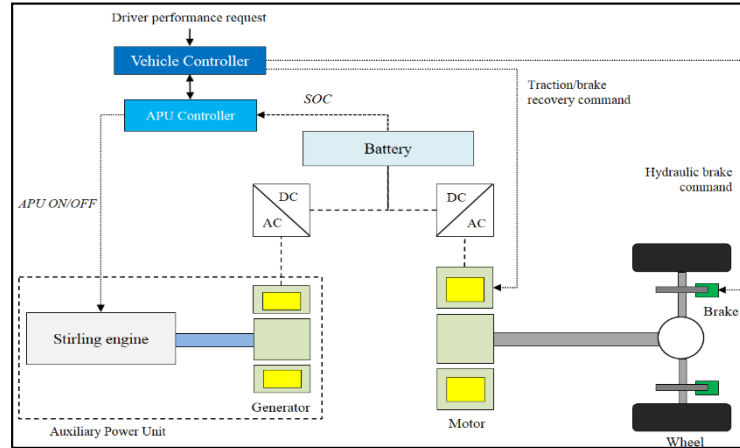 Driver performance request
Vehicle Controller
Traction/brake
recovery command
SOC
APU Controller
Battery
Hydraulic brake
command
DC
AC
DC
AC
APU ON/OFF
Stirling engine
Brake
Generator
Motor
Auxiliary Power Unit
Wheel